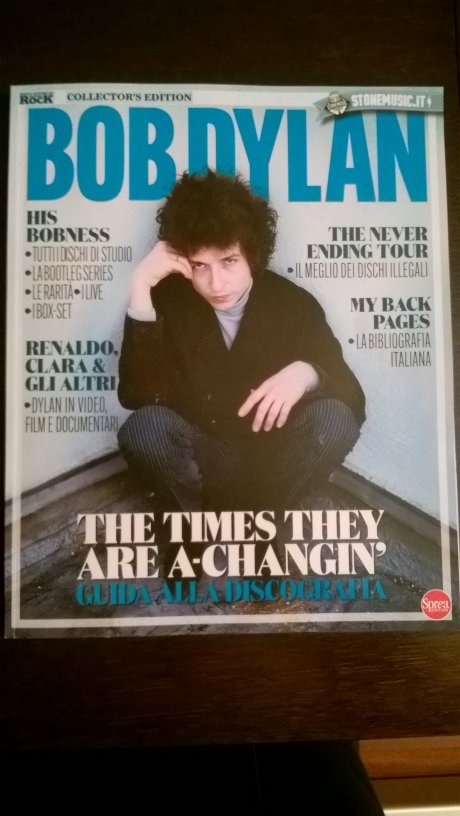 ROCK
COLLECTOR'S EDITION
STONEMUSIC.IT
BOB DYLAN
HIS
BOBNESS
•TUTTI I DISCHI DI STUDIO
•LA BOOTLEG SERIES
•LE RARITÀ •I LIVE
•I BOX-SET
THE NEVER
ENDING TOUR
•IL MEGLIO DEI DISCHI ILLEGALI
MY BACK
PAGES
•LA BIBLIOGRAFIA
ITALIANA
RENALDO,
CLARA &
GLI ALTRI
•DYLAN IN VIDEO,
FILM E DOCUMENTARI
THE TIMES THEY
ARE A-CHANGIN'
GUIDA ALLA DISCOGRAFIA
Sprea